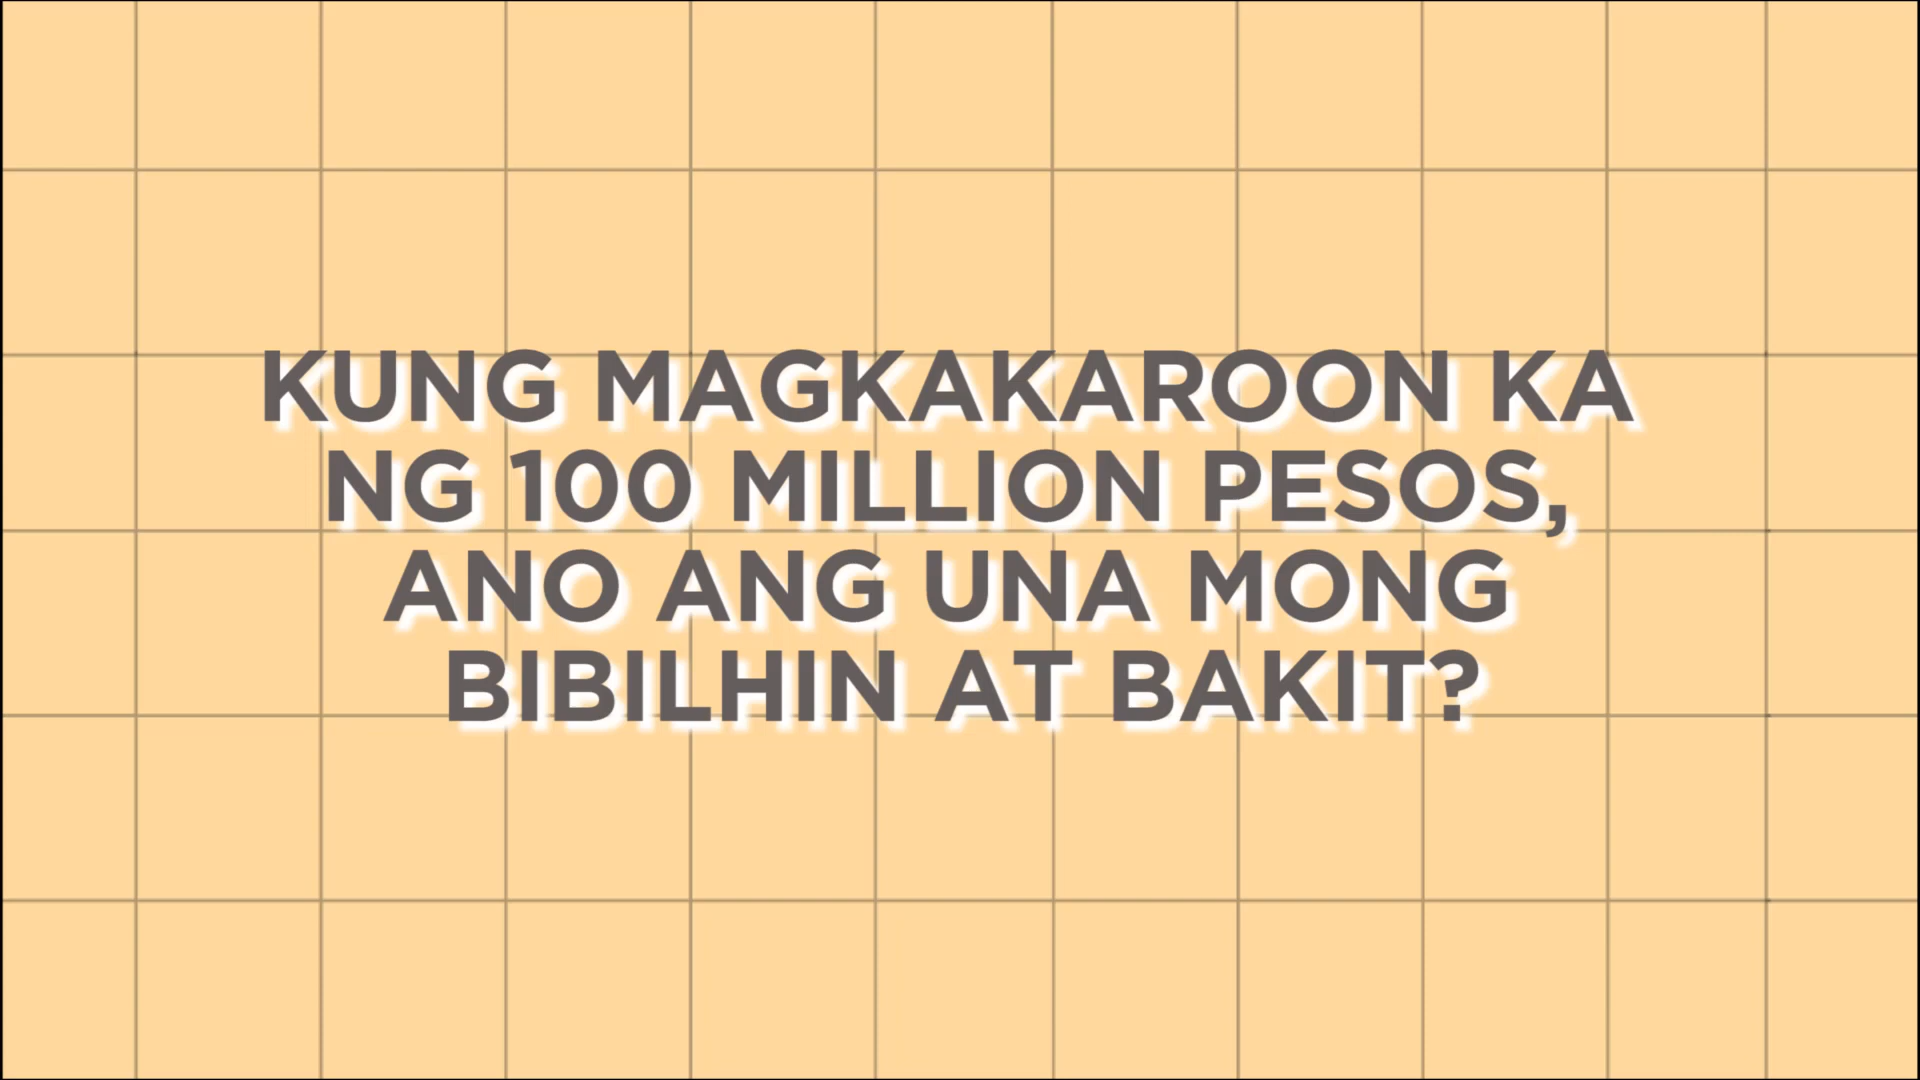 KUNG MAGKAKAROON KA
NG 100 MILLION PESOS,
ANO ANG UNA MONG
BIBILHIN AT BAKIT?